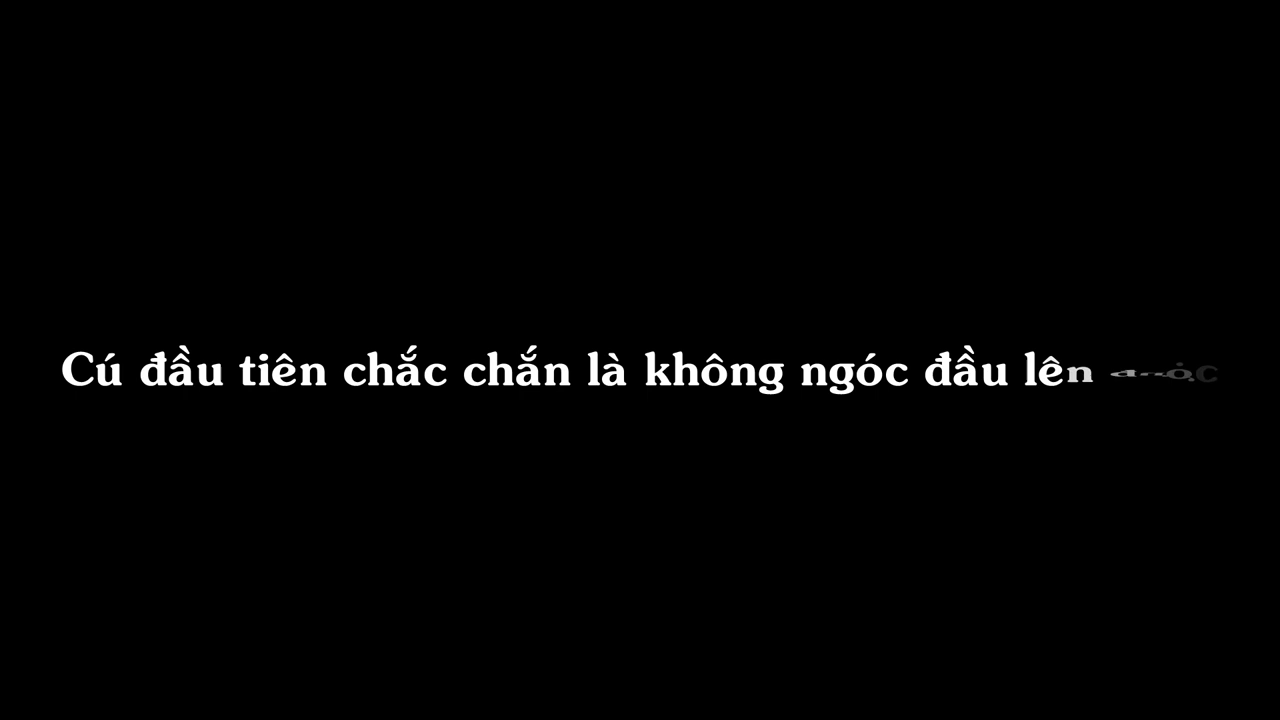 Cú đầu tiên chắc chắn là không ngóc đầu lên